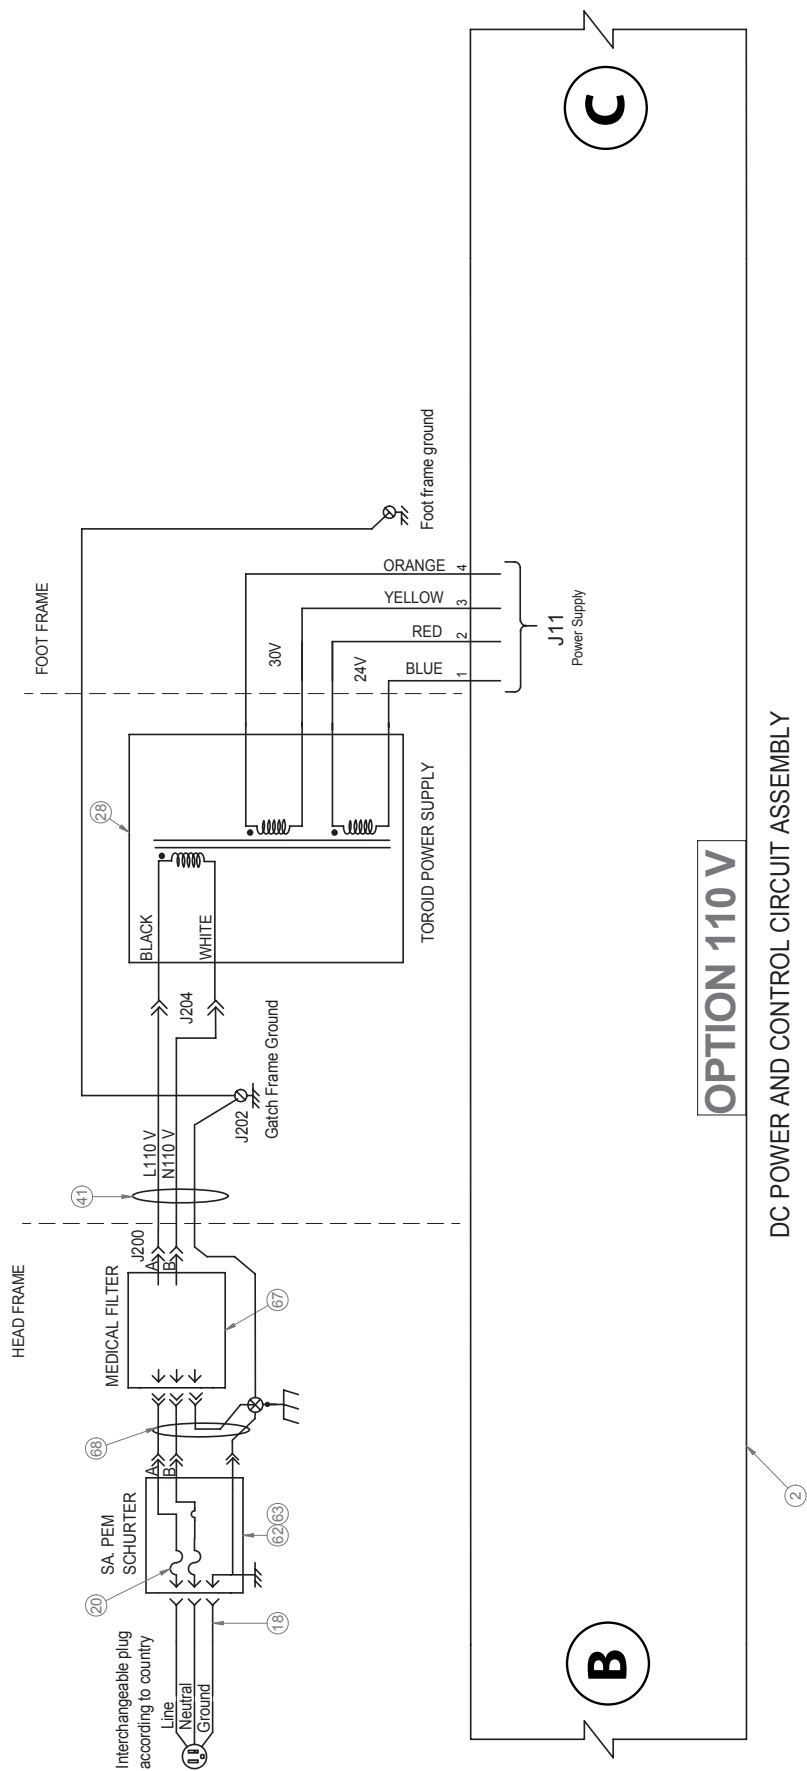 HEAD FRAME
FOOT FRAME
Interchangeable plug
according to country
Line
Neutral
Ground
18
20
SA. PEM
SCHURTER
62
63
A
B
68
MEDICAL FILTER
67
A
B
J200
41
L110 V
N110 V
J202
Gatch Frame Ground
J204
BLACK
WHITE
28
TOROID POWER SUPPLY
30V
24V
ORANGE 4
YELLOW 3
RED 2
BLUE 1
J11
Power Supply
Foot frame ground
B
C
OPTION 110 V
2
DC POWER AND CONTROL CIRCUIT ASSEMBLY